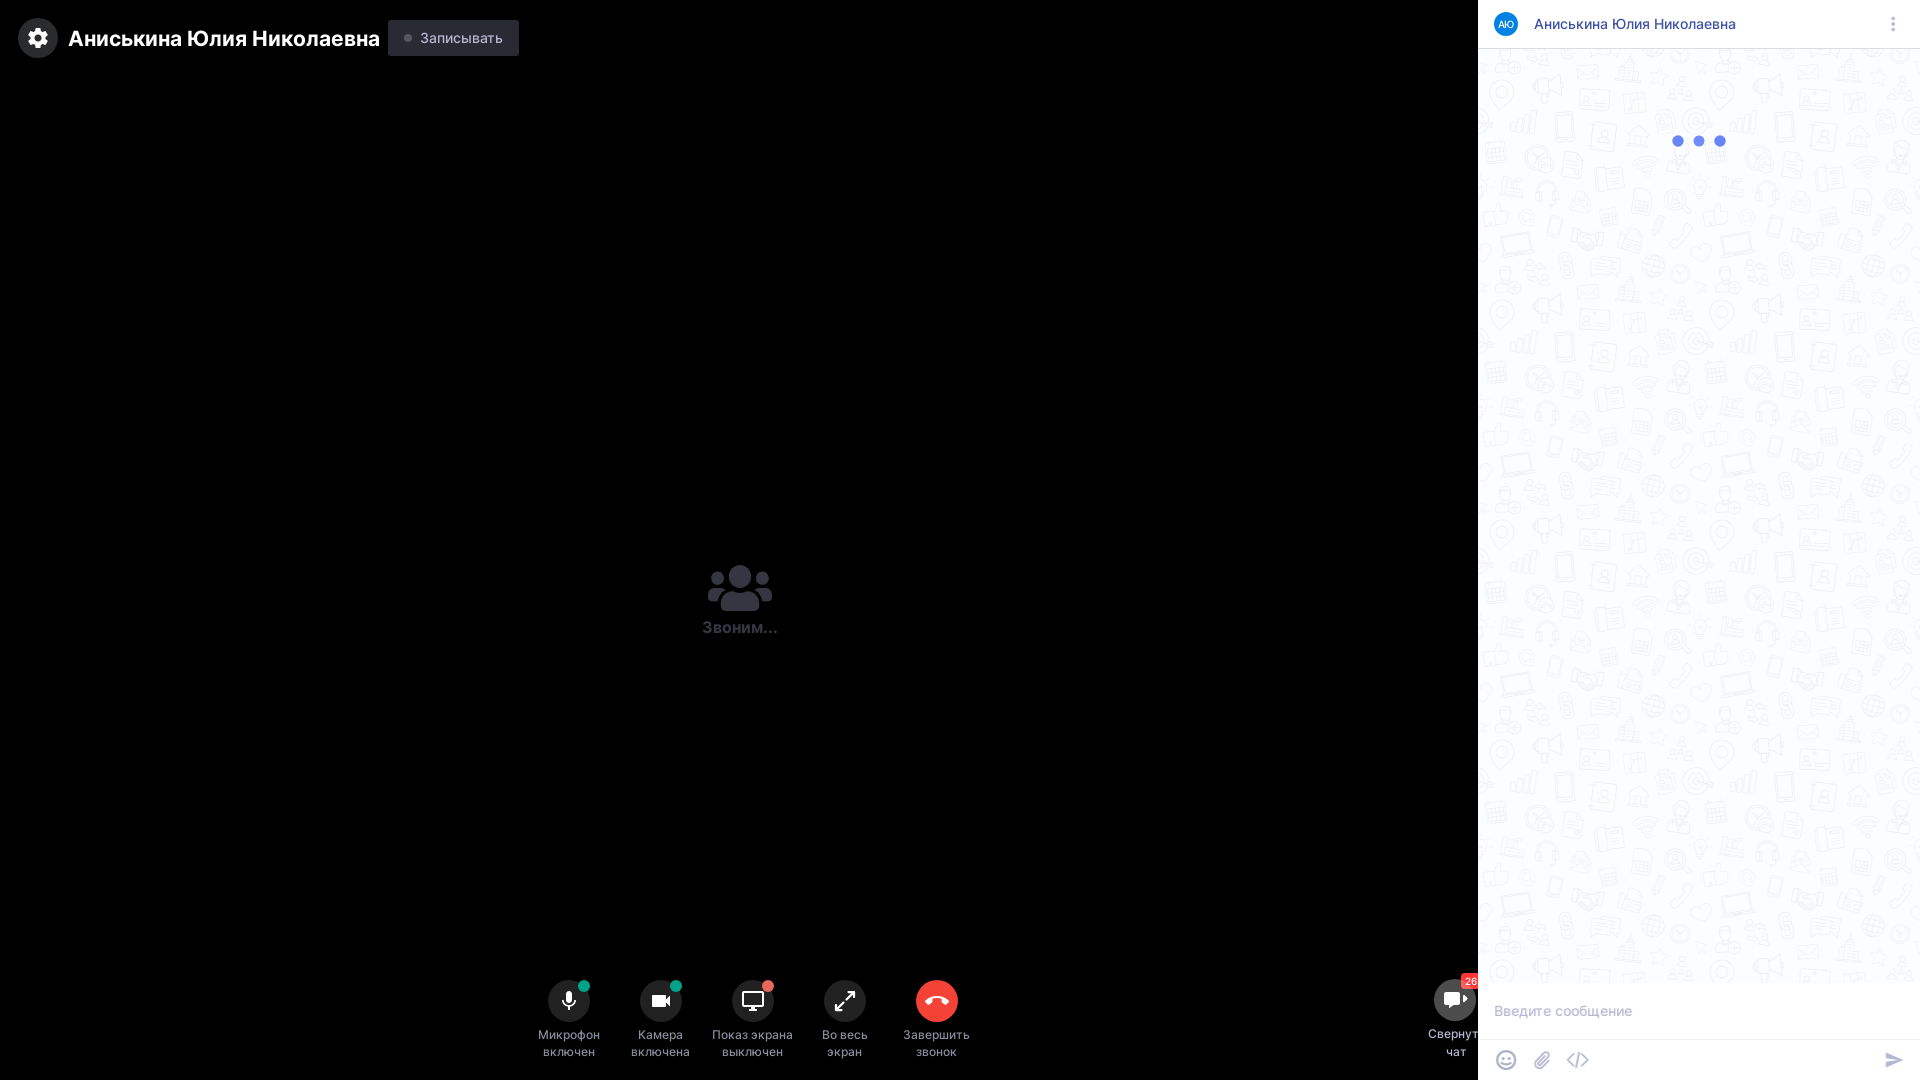 Аниськина Юлия Николаевна
Записывать
АЮ
Аниськина Юлия Николаевна
Звоним...
Введите сообщение
Микрофон
включен
Камера
включена
Показ экрана
выключен
Во весь
экран
Завершить
звонок
26
Свернут
чат